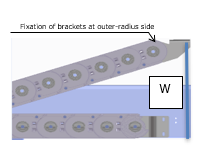 Fixation of brackets at outer-radius side
W